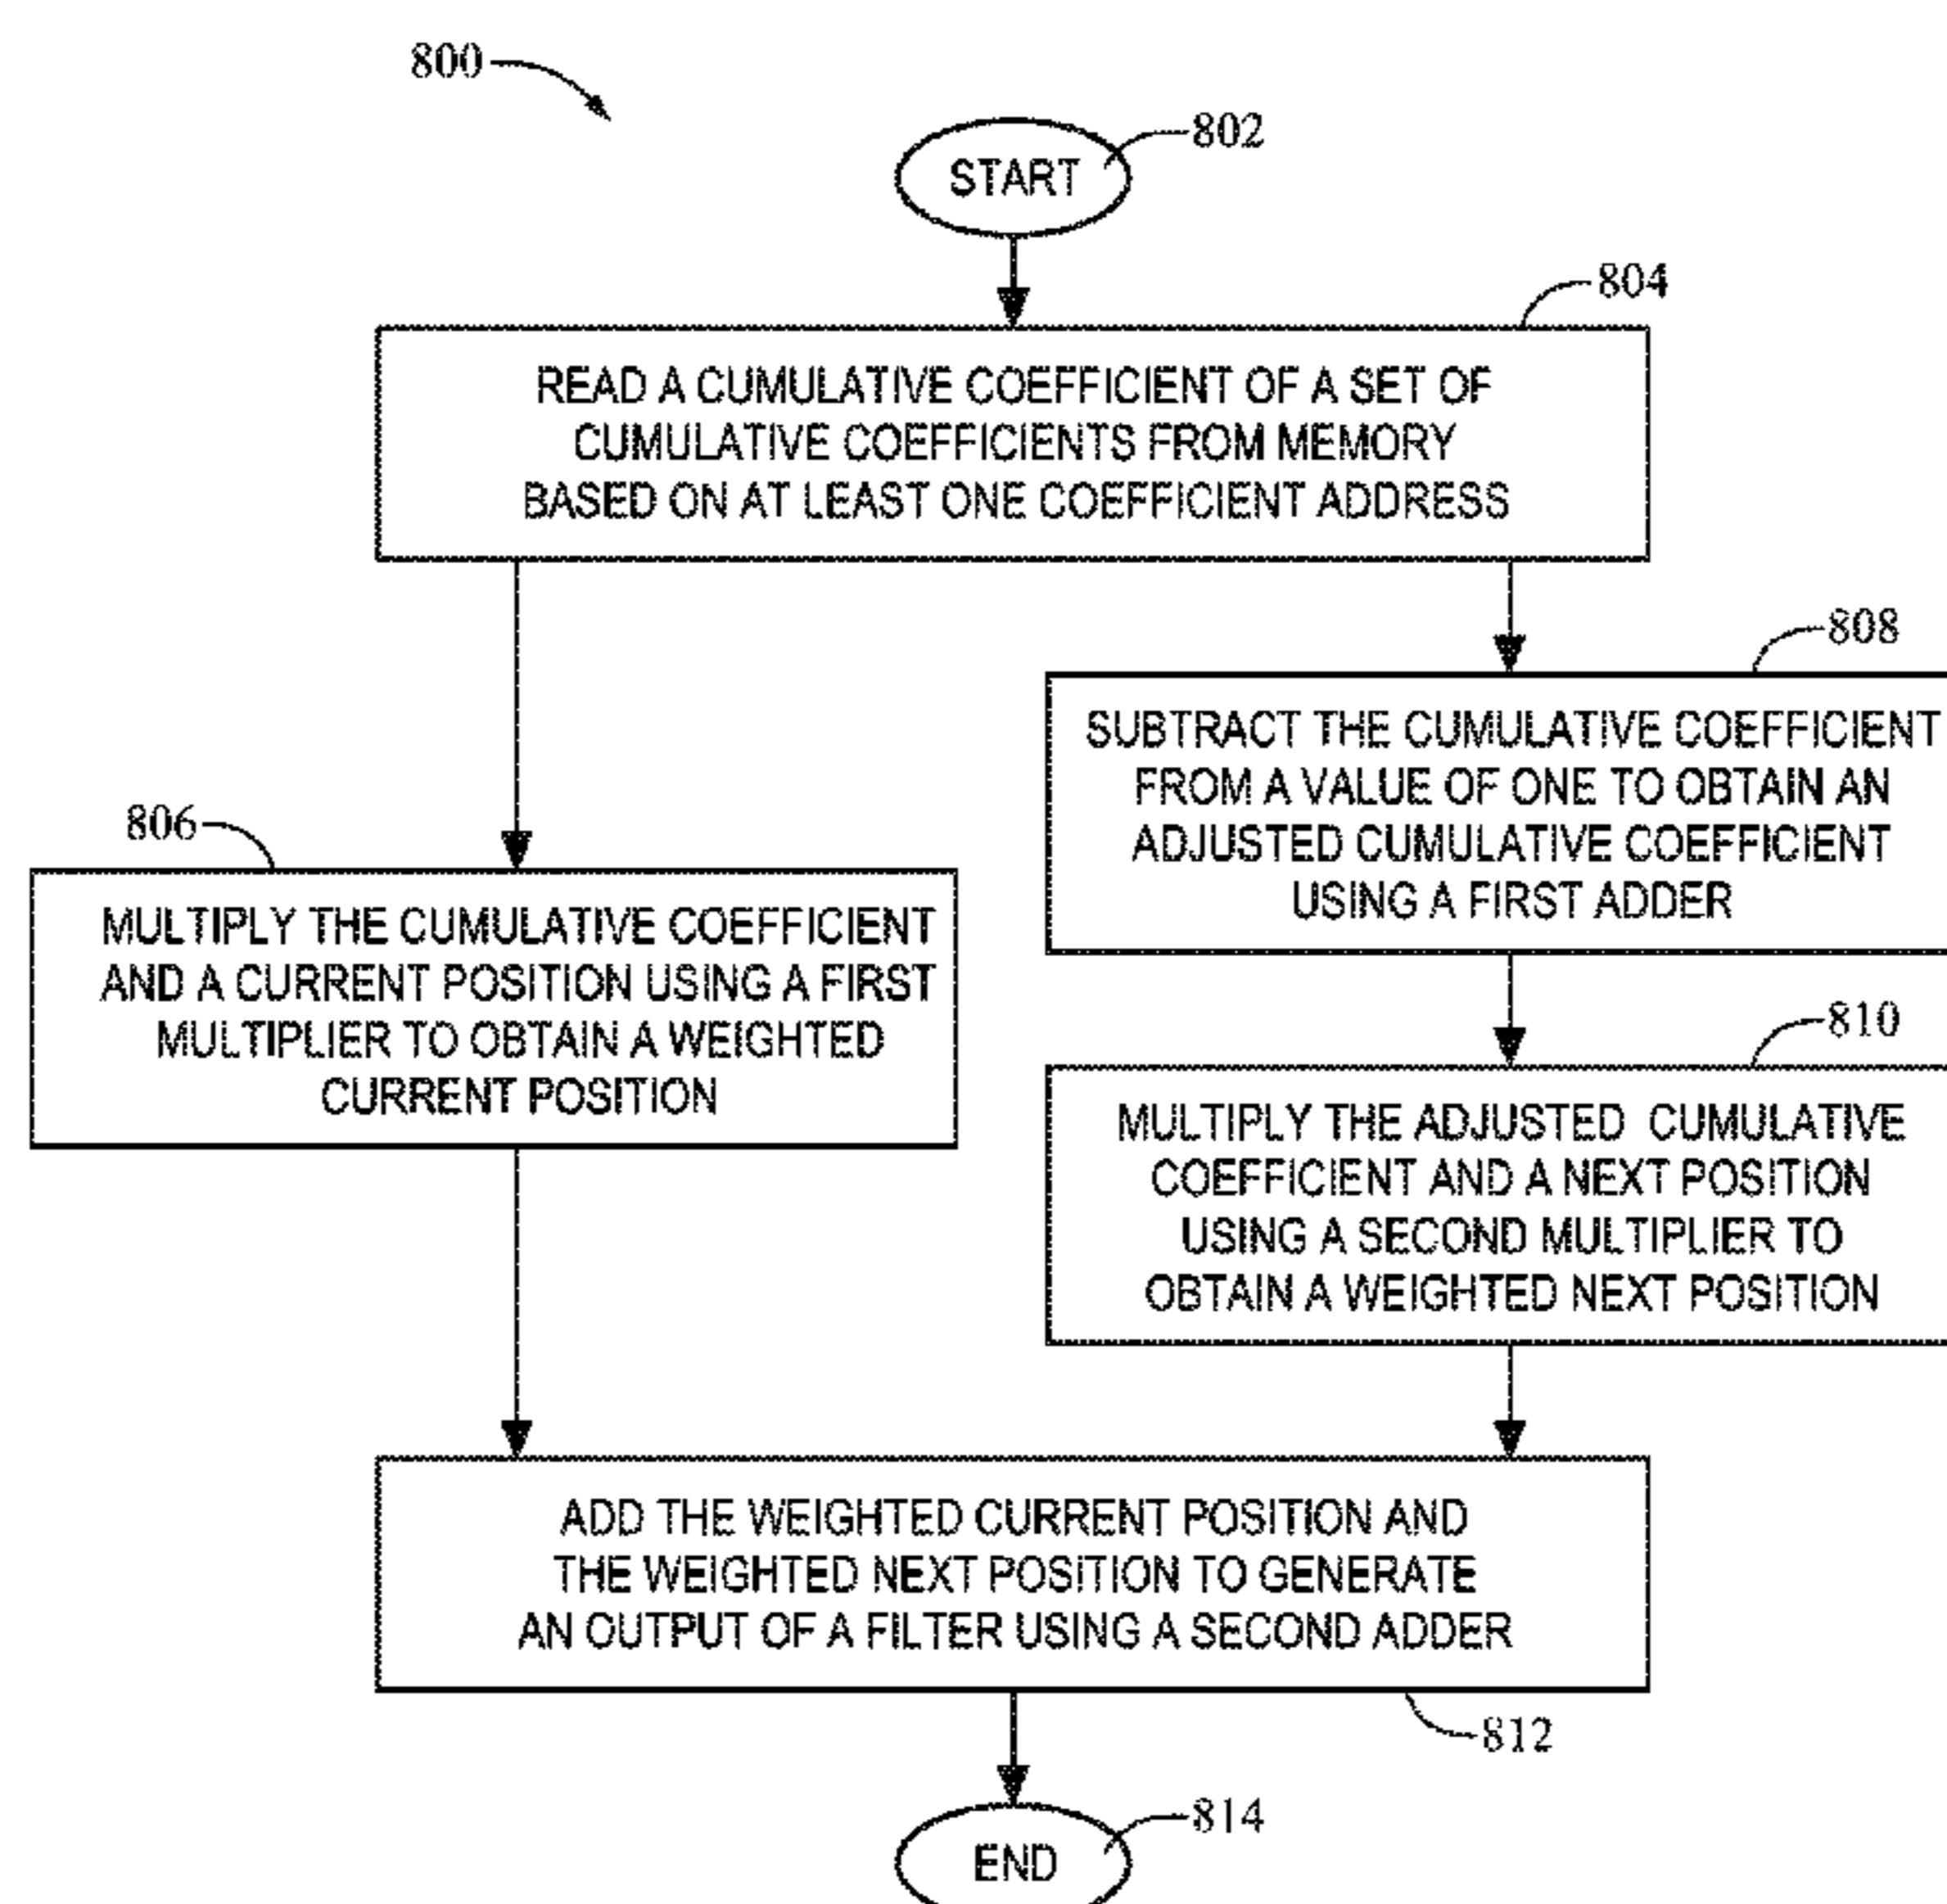 800
802
START
804
READ A CUMULATIVE COEFFICIENT OF A SET OF
CUMULATIVE COEFFICIENTS FROM MEMORY
BASED ON AT LEAST ONE COEFFICIENT ADDRESS
808
SUBTRACT THE CUMULATIVE COEFFICIENT
FROM A VALUE OF ONE TO OBTAIN AN
ADJUSTED CUMULATIVE COEFFICIENT
USING A FIRST ADDER
806
MULTIPLY THE CUMULATIVE COEFFICIENT
AND A CURRENT POSITION USING A FIRST
MULTIPLIER TO OBTAIN A WEIGHTED
CURRENT POSITION
810
MULTIPLY THE ADJUSTED CUMULATIVE
COEFFICIENT AND A NEXT POSITION
USING A SECOND MULTIPLIER TO
OBTAIN A WEIGHTED NEXT POSITION
ADD THE WEIGHTED CURRENT POSITION AND
THE WEIGHTED NEXT POSITION TO GENERATE
AN OUTPUT OF A FILTER USING A SECOND ADDER
812
814
END